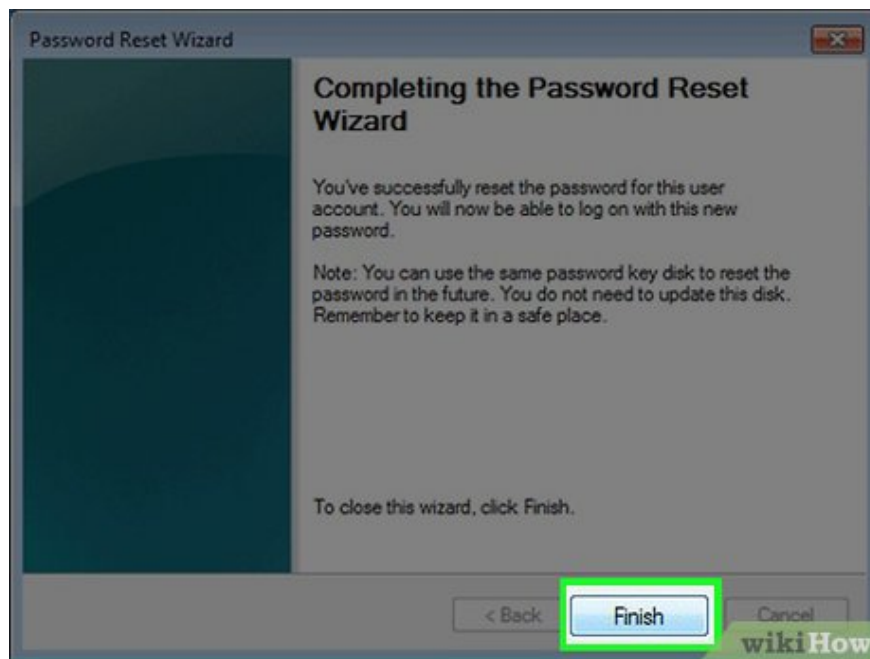 Password Reset Wizard
Completing the Password Reset
Wizard
You've successfully reset the password for this user
account. You will now be able to log on with this new
password.
Note: You can use the same password key disk to reset the
password in the future. You do not need to update this disk.
Remember to keep it in a safe place.
To close this wizard, click Finish.
< Back Finish Cancel
wikiHow